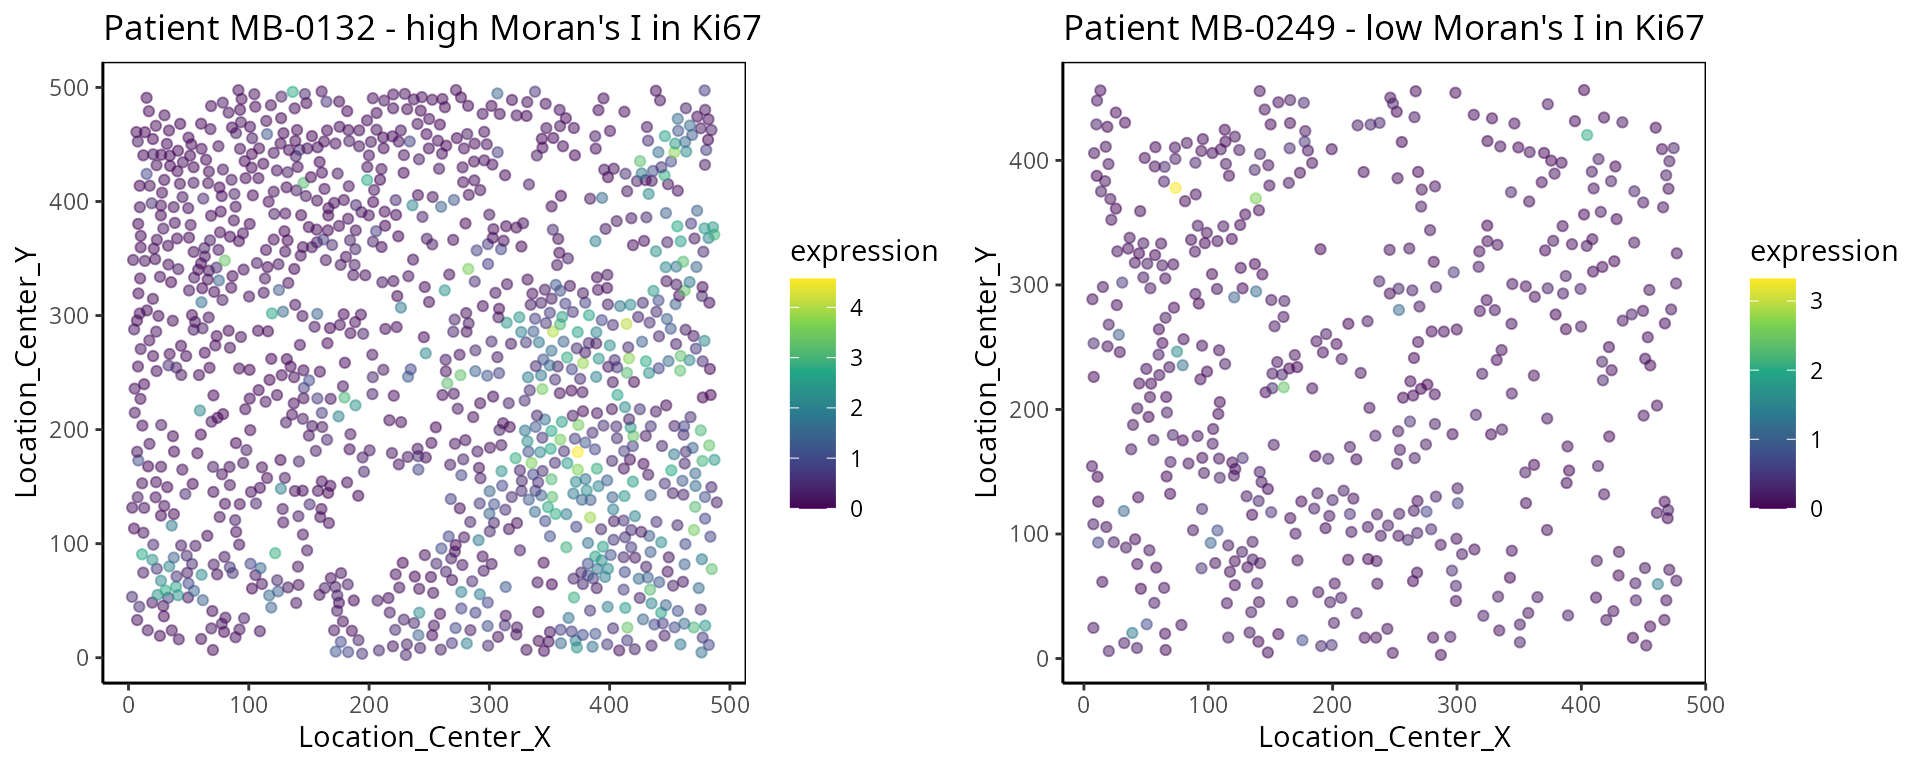 Patient MB-0132 - high Moran's I in Ki67
500
400
300
200
100
0
Location_Center_Y
0 100 200 300 400 500
Location_Center_X
expression
4
3
2
1
0
Patient MB-0249 - low Moran's I in Ki67
400
300
200
100
0
Location_Center_Y
0 100 200 300 400 500
Location_Center_X
expression
3
2
1
0